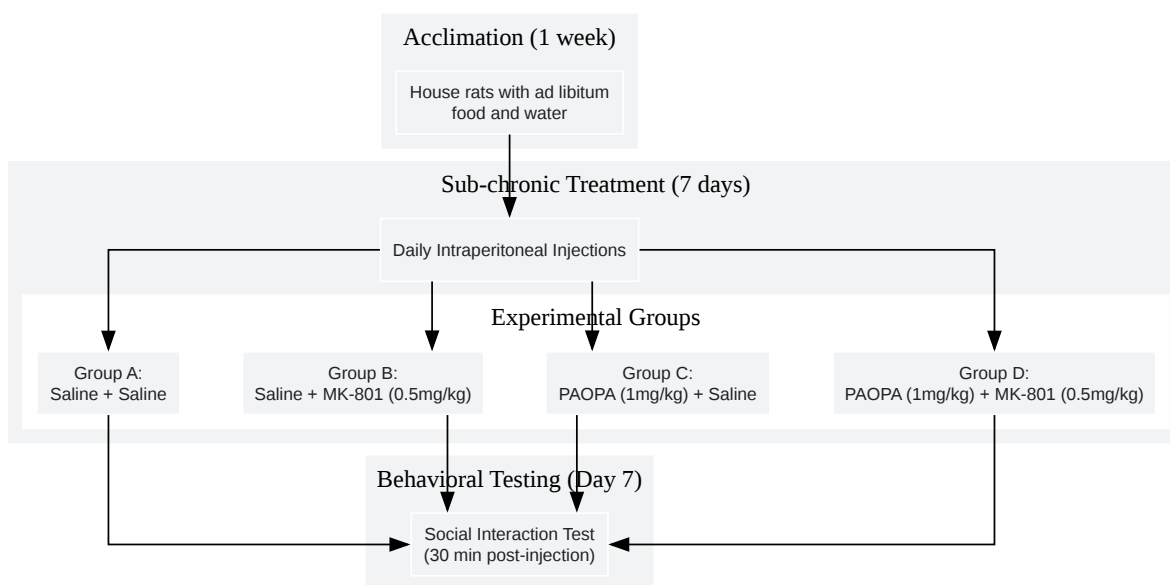 Acclimation (1 week)
House rats with ad libitum
food and water
Sub-chronic Treatment (7 days)
Daily Intraperitoneal Injections
Experimental Groups
Group A:
Saline + Saline
Group B:
Saline + MK-801 (0.5mg/kg)
Group C:
PAOPA (1mg/kg) + Saline
Group D:
PAOPA (1mg/kg) + MK-801 (0.5mg/kg)
Behavioral Testing (Day 7)
Social Interaction Test
(30 min post-injection)